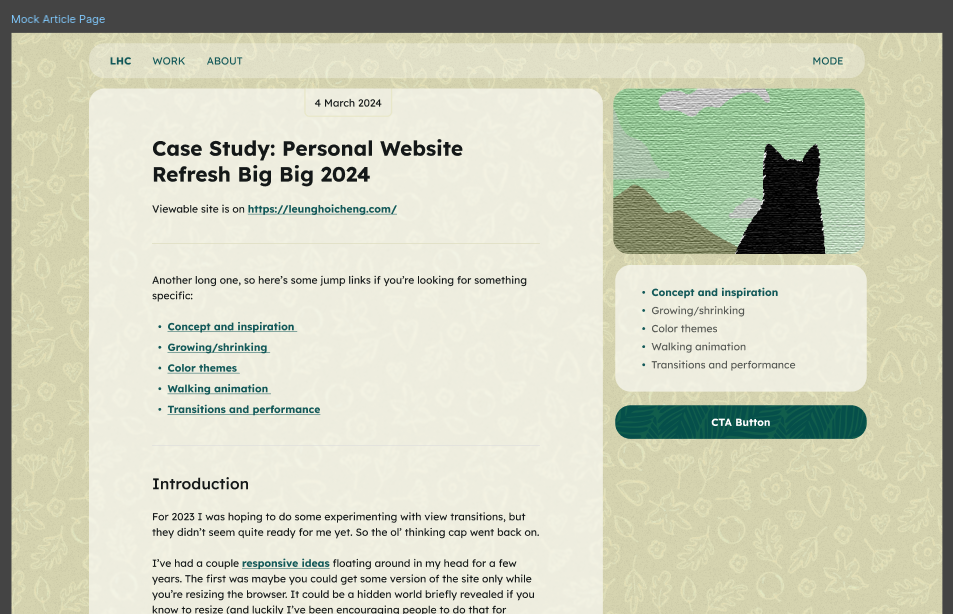 Mock Article Page
LHC WORK ABOUT MODE
4 March 2024
Case Study: Personal Website
Refresh Big Big 2024
Viewable site is on https://leunghoicheng.com/
Another long one, so here's some jump links if you're looking for something
specific:
• Concept and inspiration
• Growing/shrinking
• Color themes
• Walking animation
• Transitions and performance
Introduction
For 2023 I was hoping to do some experimenting with view transitions, but
they didn't seem quite ready for me yet. So the ol' thinking cap went back on.
I've had a couple responsive ideas floating around in my head for a few
years. The first was maybe you could get some version of the site only while
you're resizing the browser. It could be a hidden world briefly revealed if you
know to resize (and luckily I've been encouraging people to do that for
• Concept and inspiration
• Growing/shrinking
• Color themes
• Walking animation
• Transitions and performance
CTA Button